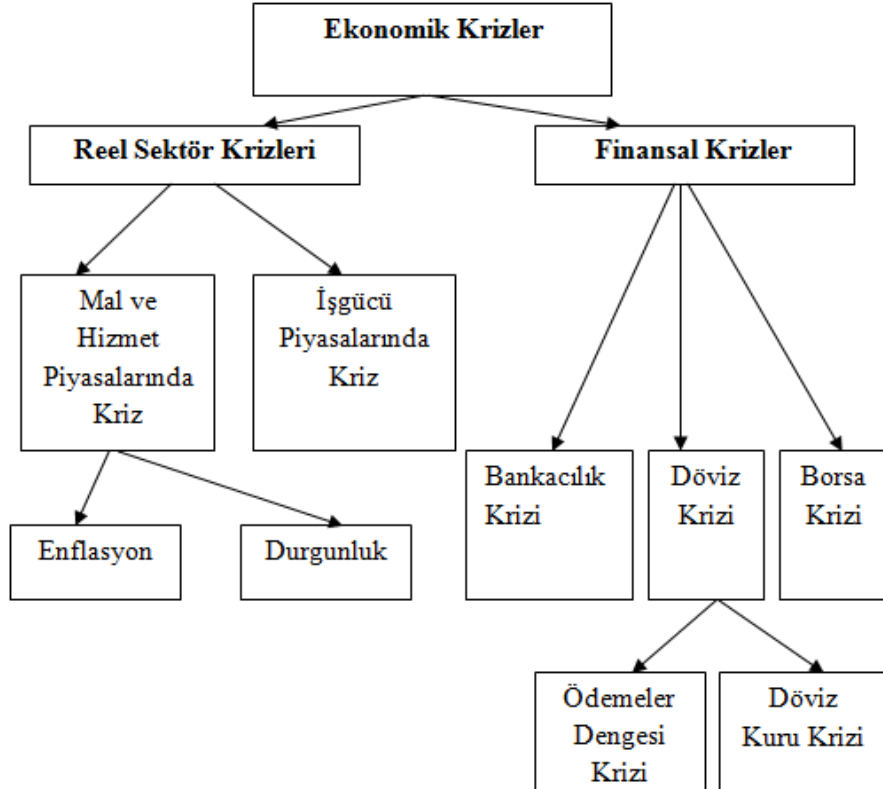 Ekonomik Krizler
Reel Sektör Krizleri
Finansal Krizler
Mal ve
Hizmet
Piyasalarında
Kriz
İşgücü
Piyasalarında
Kriz
Bankacılık
Krizi
Döviz
Krizi
Borsa
Krizi
Enflasyon
Durgunluk
Ödemeler
Dengesi
Krizi
Döviz
Kuru Krizi